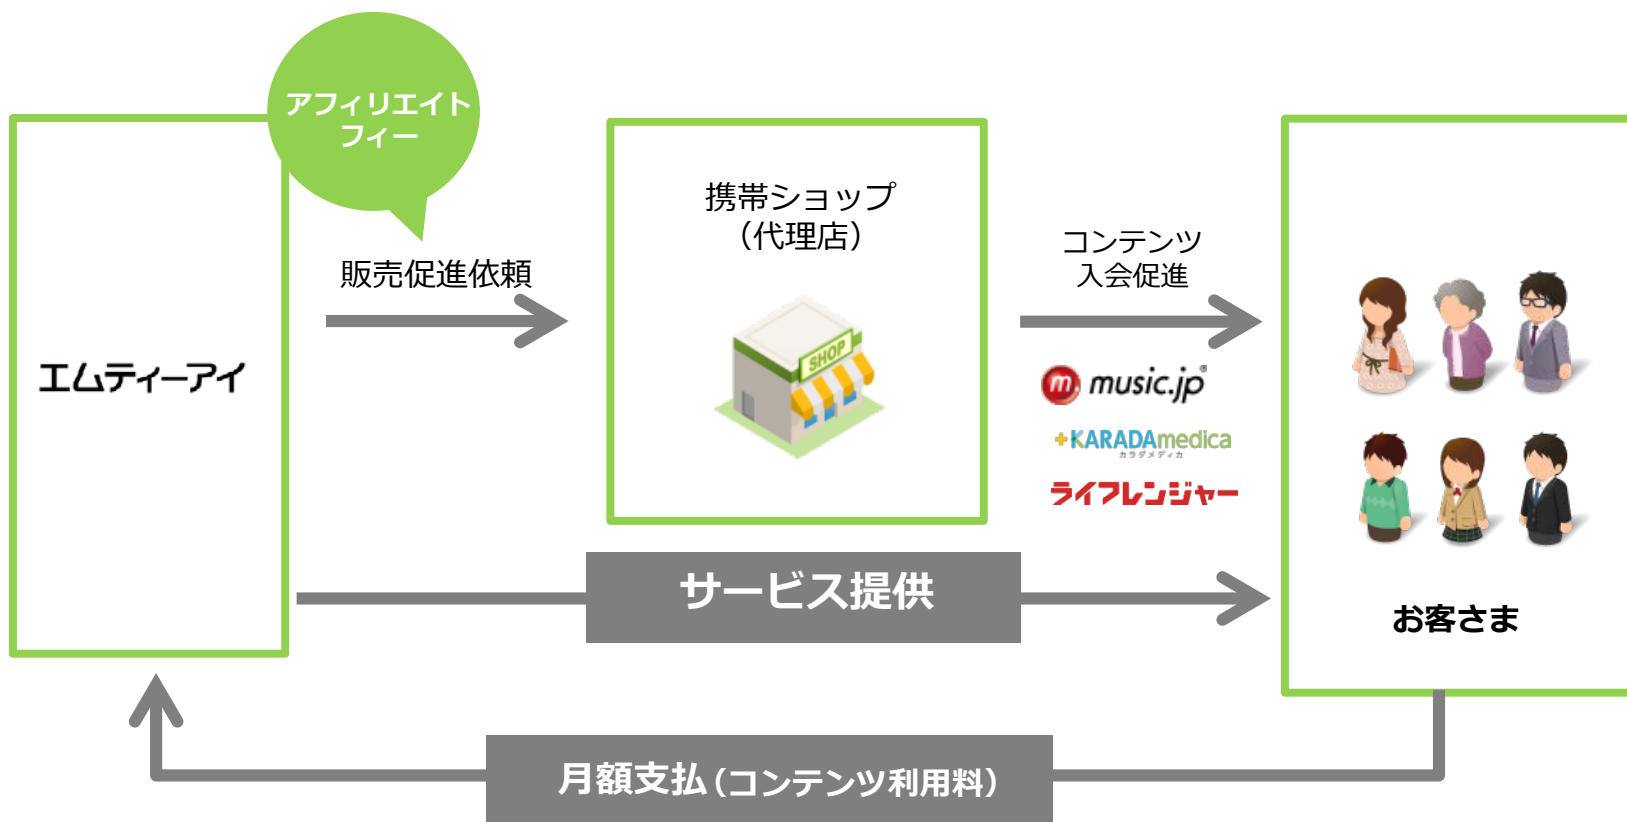 アフィリエイト
フィー
エムティーアイ
販売促進依頼
携帯ショップ
（代理店）
SHOP
コンテンツ
入会促進
m. music.jp®
+KARADAmedica
カラダメディカ
ライフレンジャー
お客さま
サービス提供
月額支払（コンテンツ利用料）